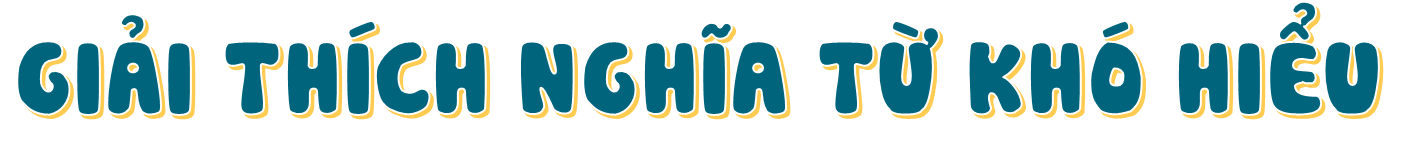 GIẢI THÍCH NGHĨA TỪ KHÓ HIỂU